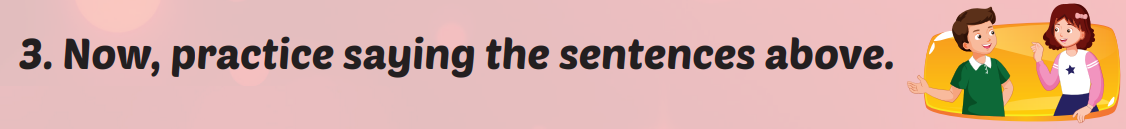 3. Now, practice saying the sentences above.